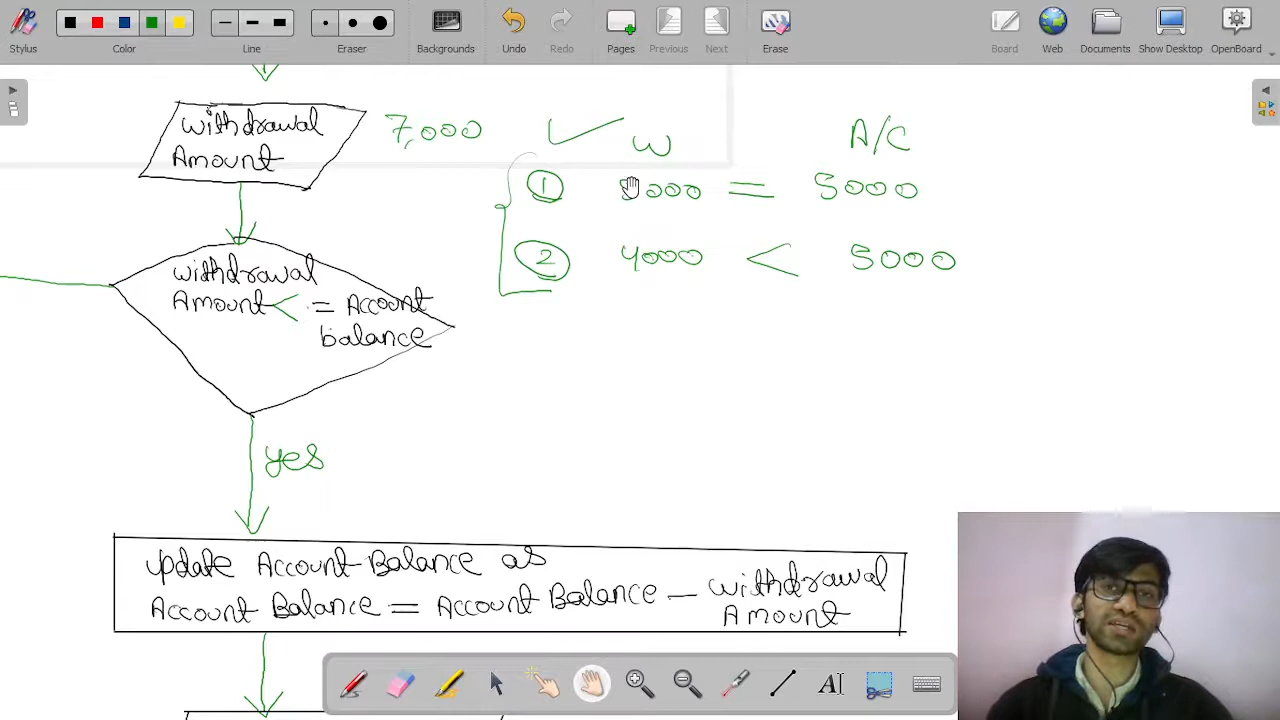 Stylus
Color
Line
Eraser
Backgrounds
Undo
Redo
Pages
Previous
Next
Erase
Board
Web
Documents
Show Desktop
OpenBoard
withdrawal
Amount
7,000
W
A/C
1 000 = 5000
2 4000 < 5000
withdrawal
Amount < = Account
balance
yes
update Account Balance as
Account Balance = Account Balance - withdrawal
Amount